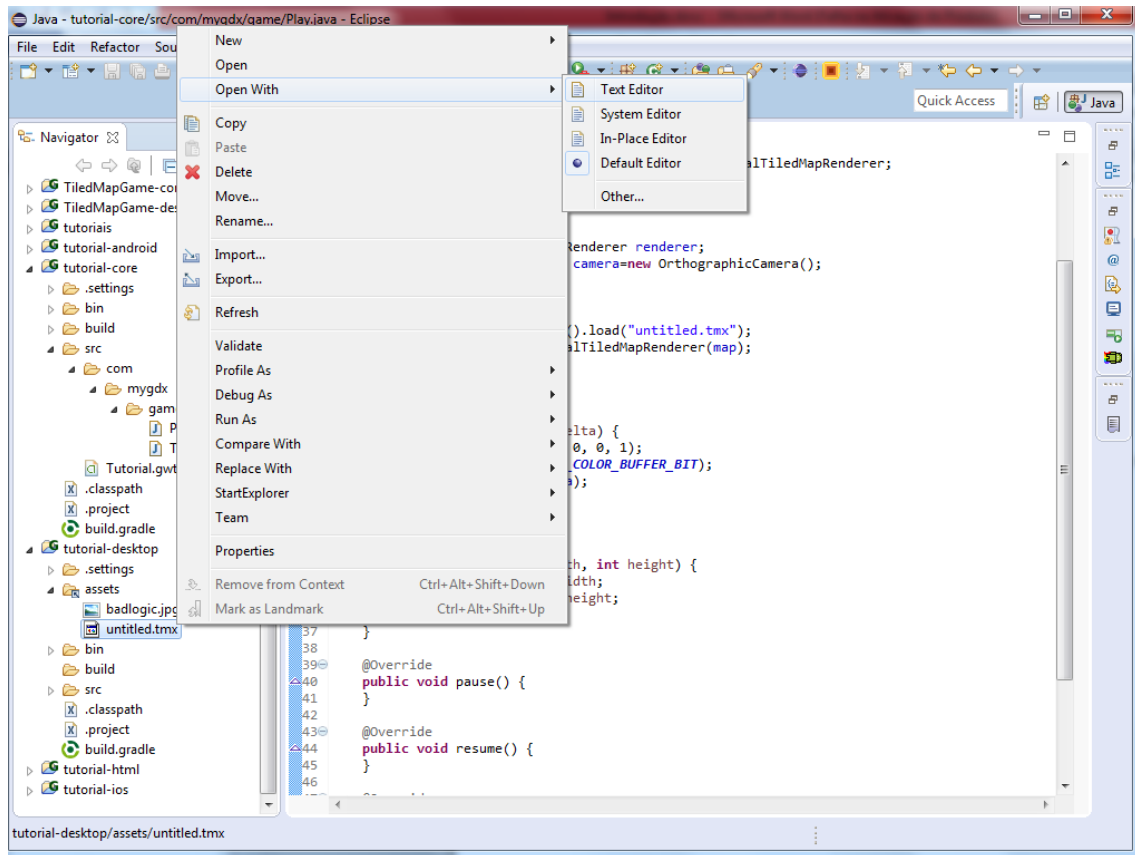 Java - tutorial-core/src/com/mygdx/game/Play.java - Eclipse
File Edit Refactor Sou
Quick Access
Java
Navigator
TiledMapGame-co
TiledMapGame-des
tutoriais
tutorial-android
tutorial-core
.settings
bin
build
src
com
mygdx
gam
P
T
Tutorial.gwt
.classpath
.project
build.gradle
tutorial-desktop
.settings
assets
badlogic.jpg
untitled.tmx
bin
build
src
.classpath
.project
build.gradle
tutorial-html
tutorial-ios
New
Open
Open With
Copy
Paste
Delete
Move...
Rename...
Import...
Export...
Refresh
Validate
Profile As
Debug As
Run As
Compare With
Replace With
StartExplorer
Team
Properties
Remove from Context Ctrl+Alt+Shift+Down
Mark as Landmark Ctrl+Alt+Shift+Up
Text Editor
System Editor
In-Place Editor
Default Editor
Other...
alTiledMapRenderer;
Renderer renderer;
camera=new OrthographicCamera();
().load("untitled.tmx");
alTiledMapRenderer(map);
elta) {
0, 0, 1);
_COLOR_BUFFER_BIT);
a);
th, int height) {
idth;
height;
37 }
38
39 @Override
40 public void pause() {
41 }
42
43 @Override
44 public void resume() {
45 }
46
tutorial-desktop/assets/untitled.tmx